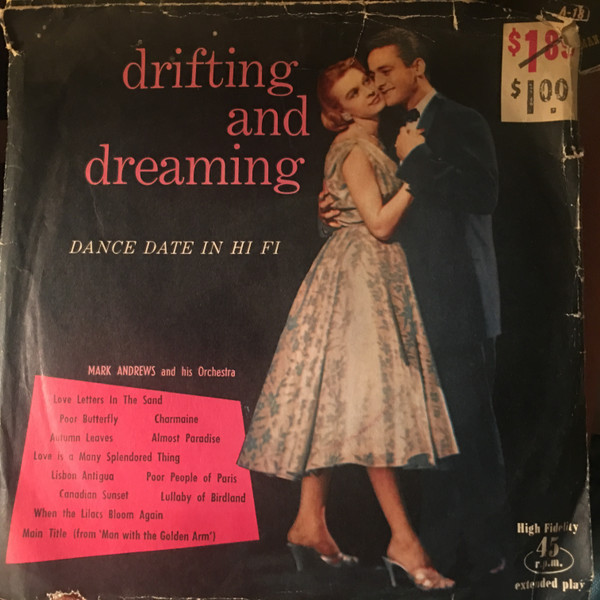 A-13
$1.89
$1.00
drifting
and
dreaming
DANCE DATE IN HI FI
MARK ANDREWS and his Orchestra
Love Letters In The Sand
Poor Butterfly Charmaine
Autumn Leaves Almost Paradise
Love is a Many Splendored Thing
Lisbon Antigua Poor People of Paris
Canadian Sunset Lullaby of Birdland
When the Lilacs Bloom Again
Main Title (from 'Man with the Golden Arm')
High Fidelity
45
r.p.m.
extended play